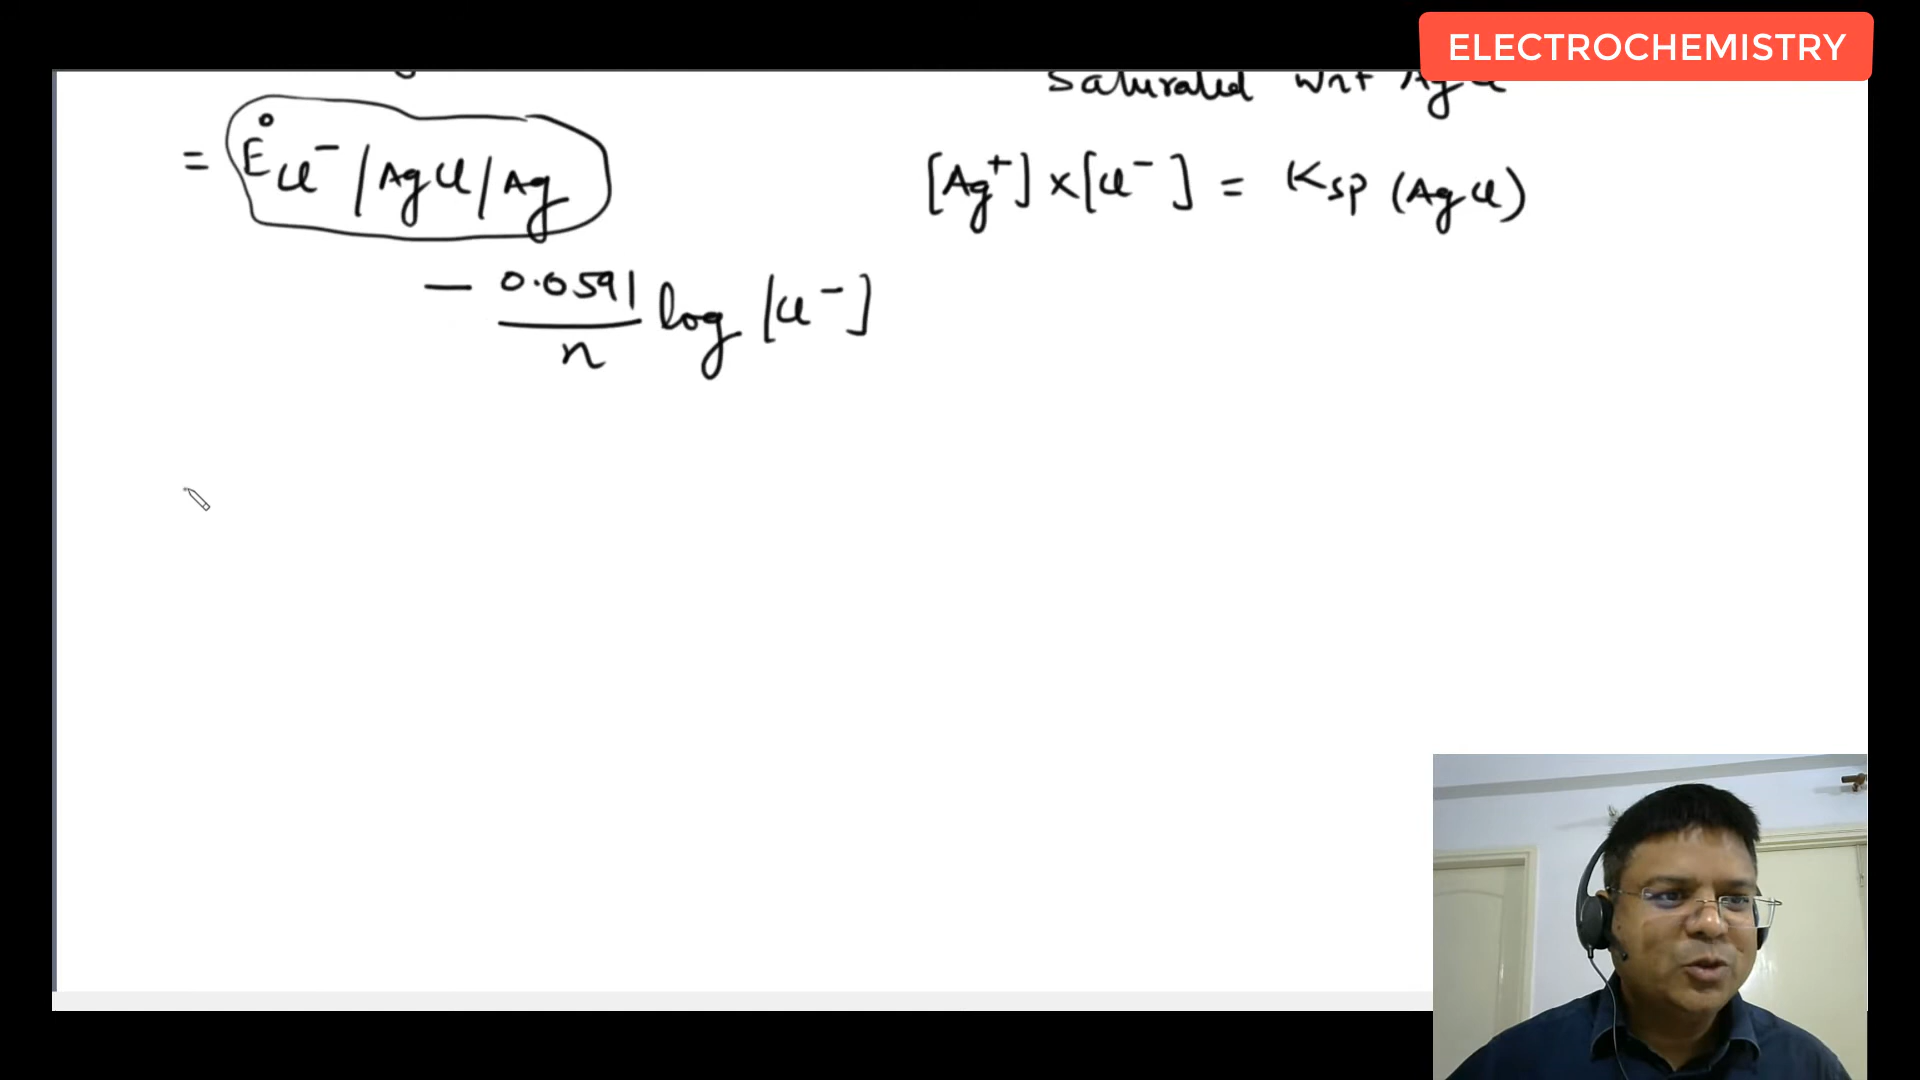 ELECTROCHEMISTRY
saturated wrt AgCl
= E°Cl⁻/AgCl/Ag
[Ag⁺] x [Cl⁻] = Ksp (AgCl)
— 0.0591/n log [Cl⁻]